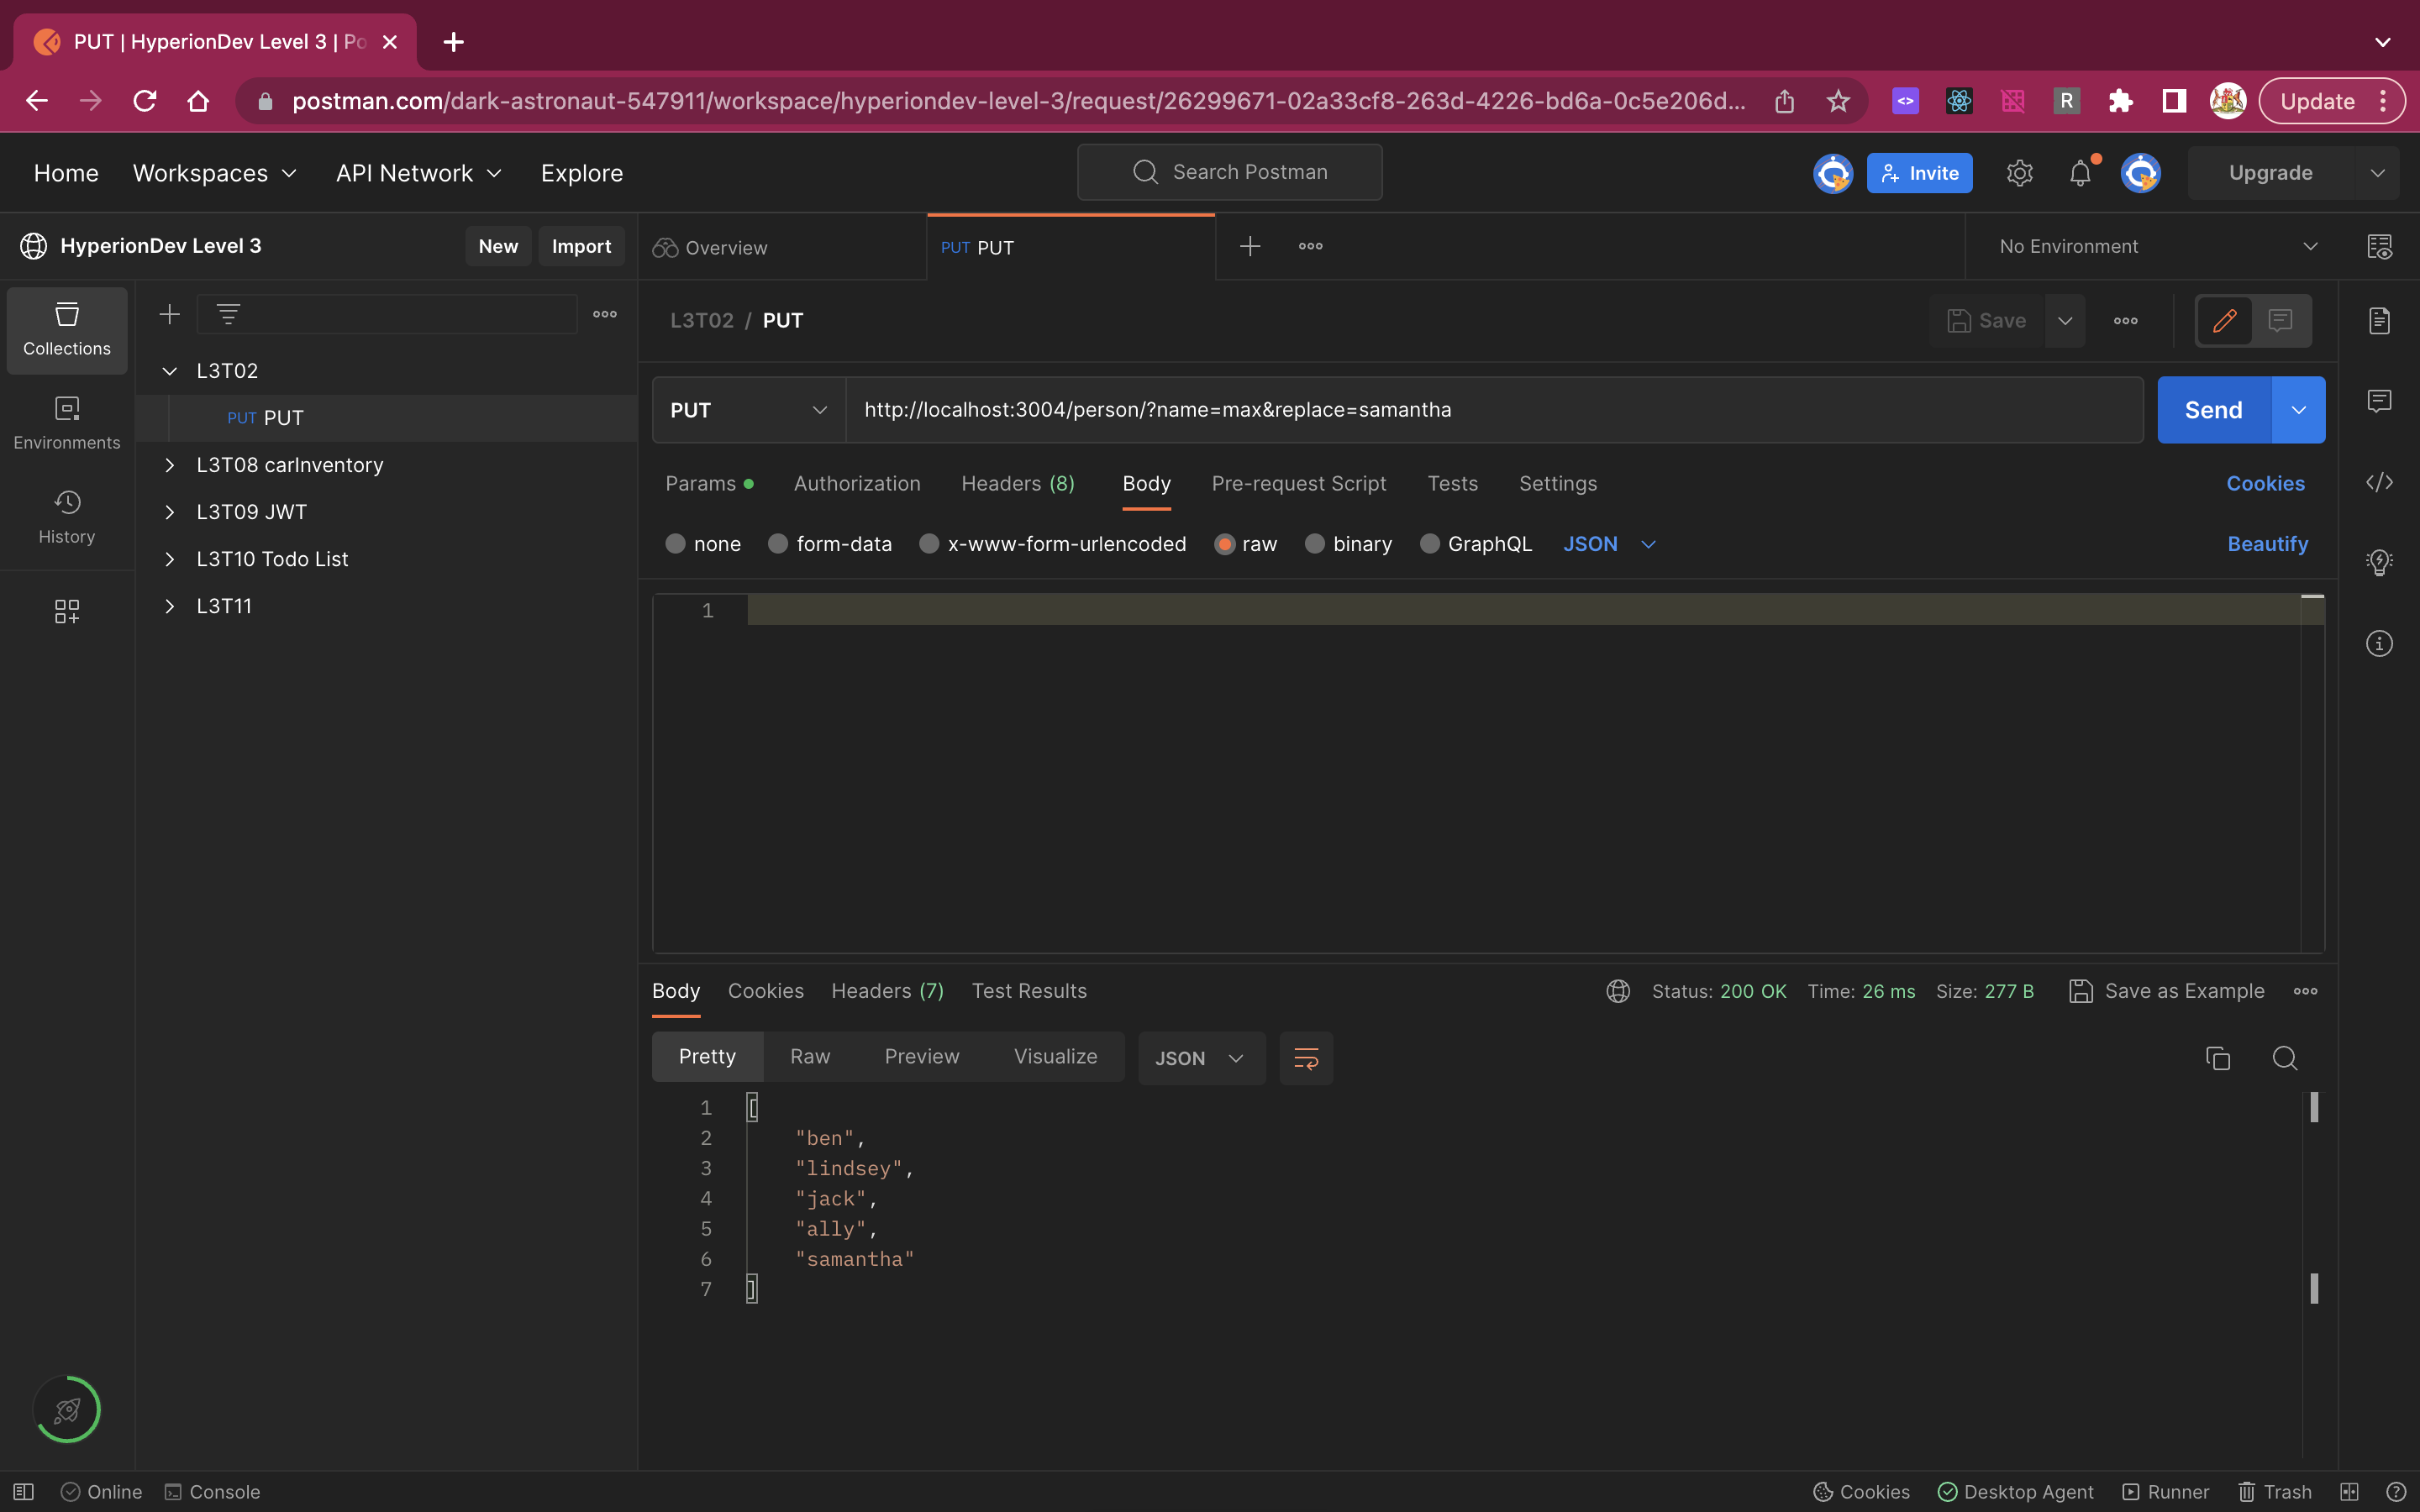 PUT | HyperionDev Level 3 | Po
postman.com/dark-astronaut-547911/workspace/hyperiondev-level-3/request/26299671-02a33cf8-263d-4226-bd6a-0c5e206d...
<>
R
Update
Home
Workspaces
API Network
Explore
Search Postman
Invite
Upgrade
HyperionDev Level 3
New
Import
Overview
PUT PUT
No Environment
Collections
L3T02 / PUT
Save
L3T02
PUT PUT
Environments
L3T08 carInventory
L3T09 JWT
History
L3T10 Todo List
L3T11
PUT
http://localhost:3004/person/?name=max&replace=samantha
Send
Params
Authorization
Headers (8)
Body
Pre-request Script
Tests
Settings
Cookies
none
form-data
x-www-form-urlencoded
raw
binary
GraphQL
JSON
Beautify
1
Body
Cookies
Headers (7)
Test Results
Status: 200 OK
Time: 26 ms
Size: 277 B
Save as Example
Pretty
Raw
Preview
Visualize
JSON
1 [
2 "ben",
3 "lindsey",
4 "jack",
5 "ally",
6 "samantha"
7 ]
Online
Console
Cookies
Desktop Agent
Runner
Trash